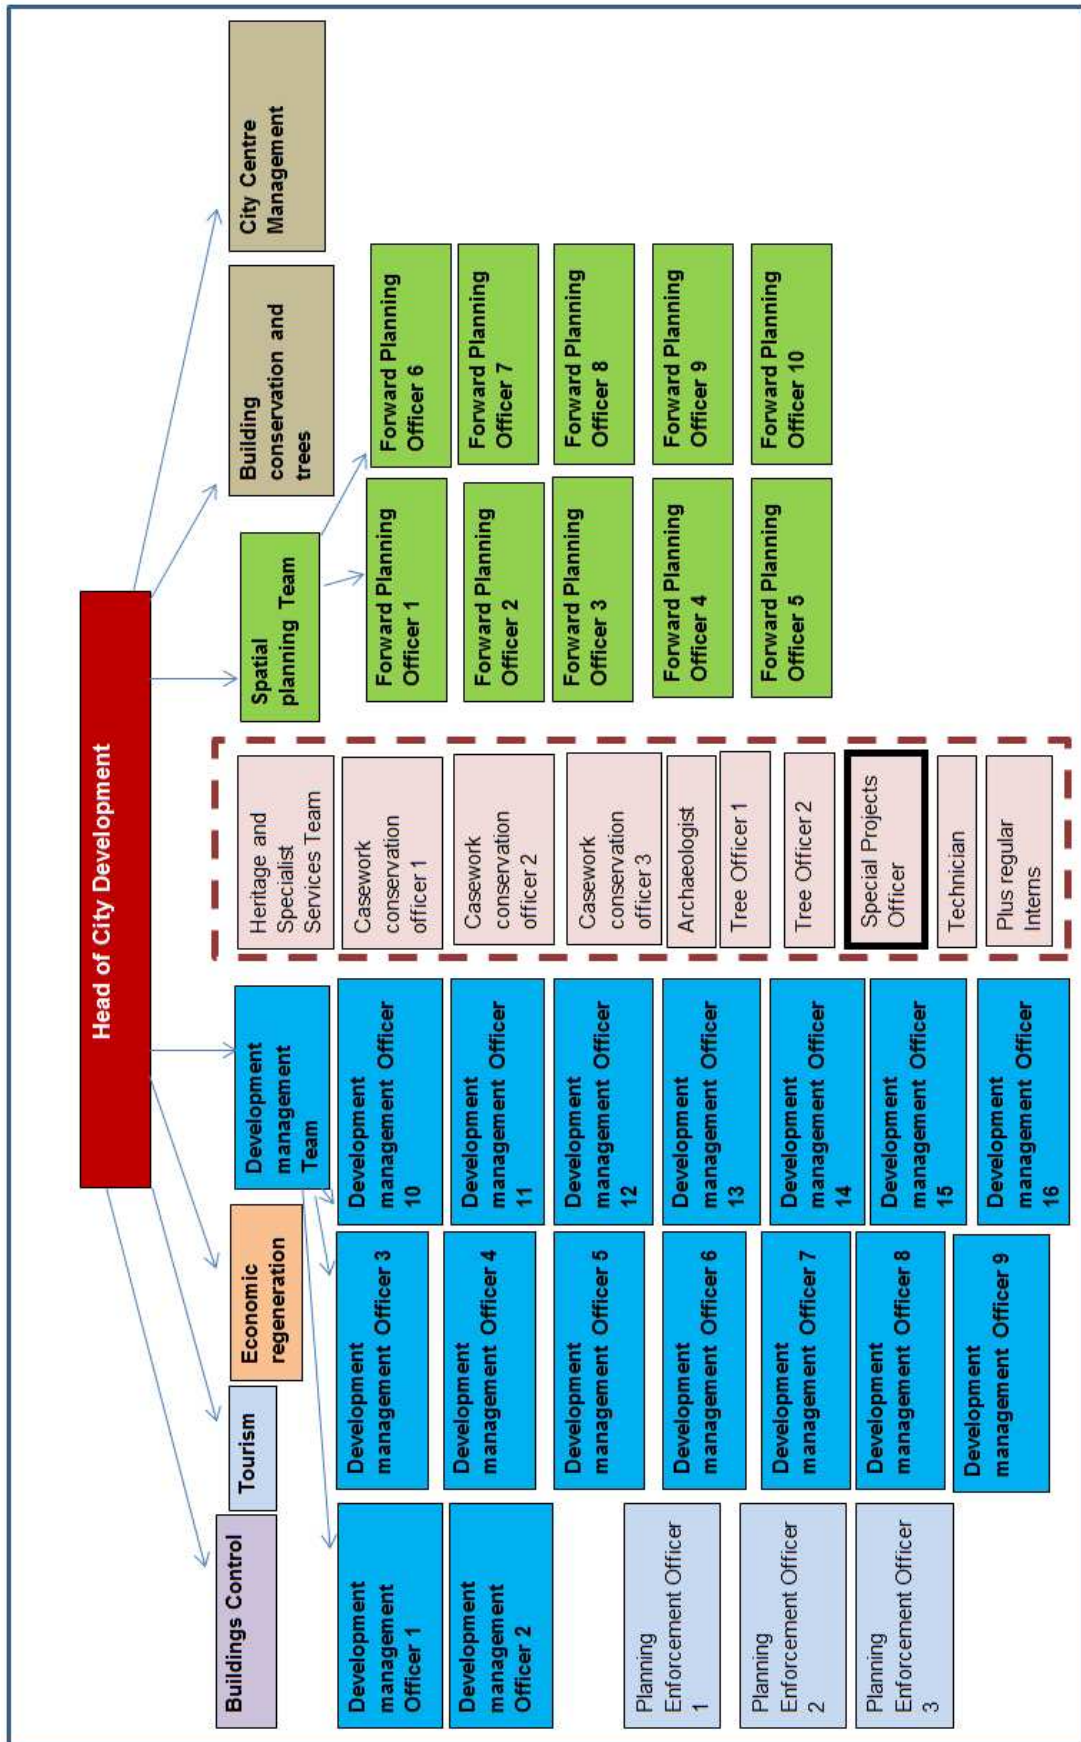 Head of City Development
Buildings Control
Tourism
Economic
regeneration
Development
management
Team
Heritage and
Specialist
Services Team
Spatial
planning Team
Building
conservation and
trees
City Centre
Management
Development
management
Officer 1
Development
management
Officer 2
Planning
Enforcement Officer
1
Planning
Enforcement Officer
2
Planning
Enforcement Officer
3
Development
management Officer 3
Development
management Officer 4
Development
management Officer 5
Development
management Officer 6
Development
management Officer 7
Development
management Officer 8
Development
management Officer 9
Development
management Officer
10
Development
management Officer
11
Development
management Officer
12
Development
management Officer
13
Development
management Officer
14
Development
management Officer
15
Development
management Officer
16
Casework
conservation
officer 1
Casework
conservation
officer 2
Casework
conservation
officer 3
Archaeologist
Tree Officer 1
Tree Officer 2
Special Projects
Officer
Technician
Plus regular
Interns
Forward Planning
Officer 1
Forward Planning
Officer 2
Forward Planning
Officer 3
Forward Planning
Officer 4
Forward Planning
Officer 5
Forward Planning
Officer 6
Forward Planning
Officer 7
Forward Planning
Officer 8
Forward Planning
Officer 9
Forward Planning
Officer 10